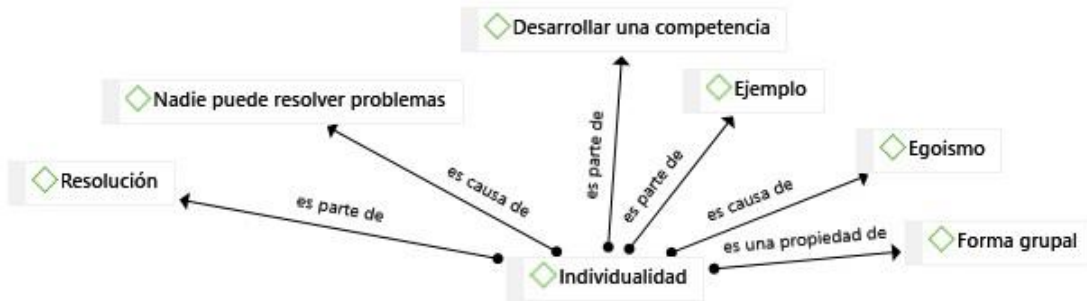 Desarrollar una competencia
Ejemplo
Nadie puede resolver problemas
Egoismo
Resolución
es parte de
es causa de
es parte de
es parte de
es causa de
es una propiedad de
Forma grupal
Individualidad